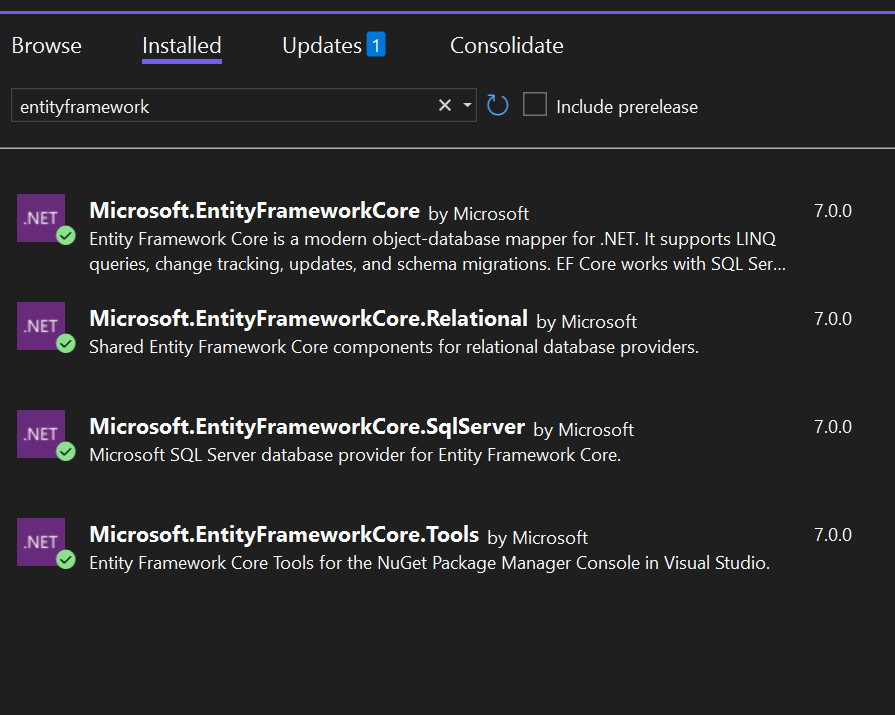 Browse Installed Updates 1 Consolidate
entityframework Include prerelease
.NET Microsoft.EntityFrameworkCore by Microsoft 7.0.0
Entity Framework Core is a modern object-database mapper for .NET. It supports LINQ
queries, change tracking, updates, and schema migrations. EF Core works with SQL Ser...
.NET Microsoft.EntityFrameworkCore.Relational by Microsoft 7.0.0
Shared Entity Framework Core components for relational database providers.
.NET Microsoft.EntityFrameworkCore.SqlServer by Microsoft 7.0.0
Microsoft SQL Server database provider for Entity Framework Core.
.NET Microsoft.EntityFrameworkCore.Tools by Microsoft 7.0.0
Entity Framework Core Tools for the NuGet Package Manager Console in Visual Studio.